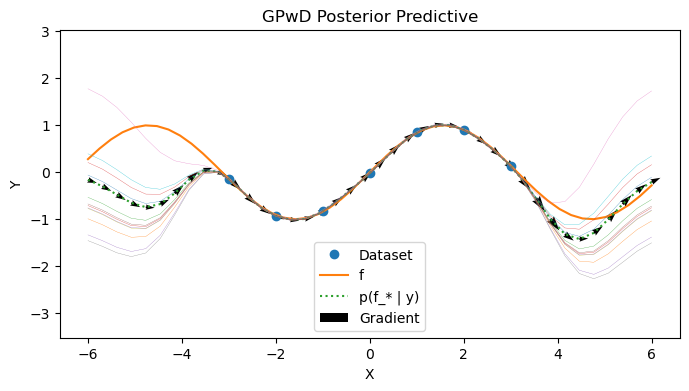 GPwD Posterior Predictive
Y
3
2
1
0
−1
−2
−3
Dataset
f
p(f_* | y)
Gradient
−6
−4
−2
0
2
4
6
X